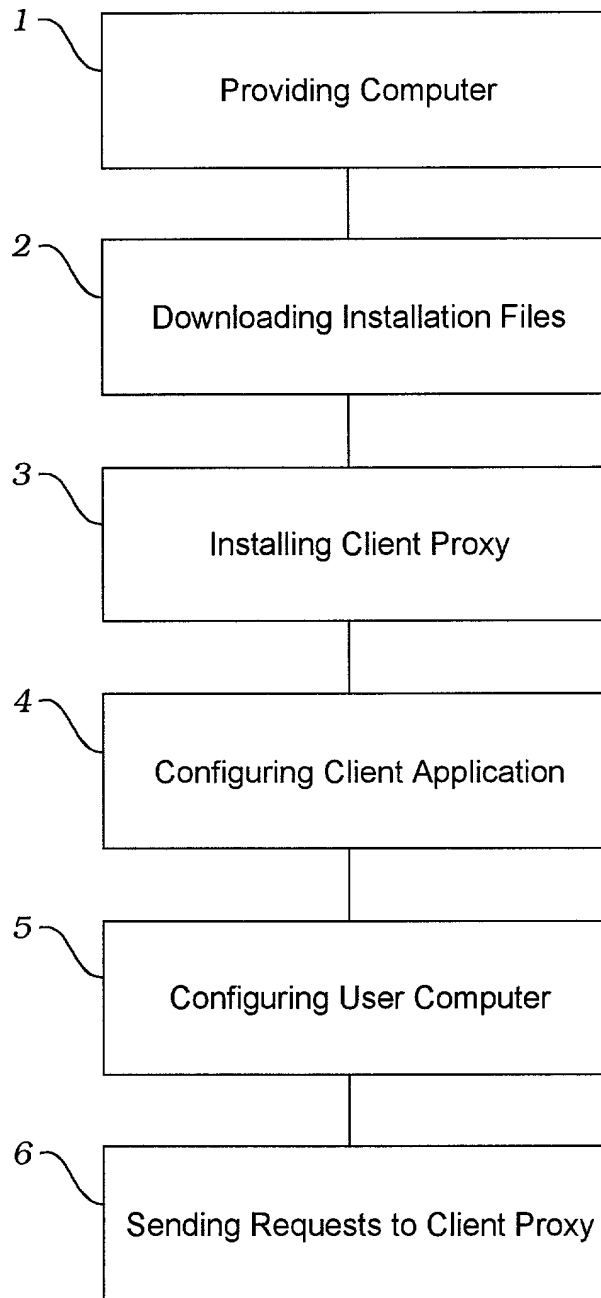 1
Providing Computer
2
Downloading Installation Files
3
Installing Client Proxy
4
Configuring Client Application
5
Configuring User Computer
6
Sending Requests to Client Proxy